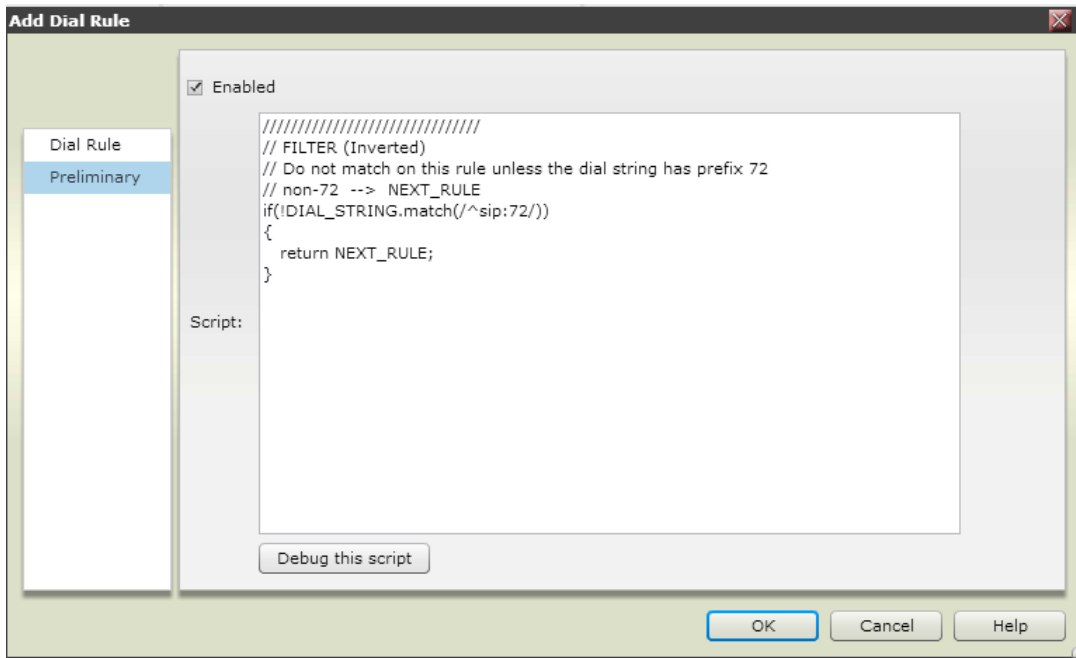 Add Dial Rule
Dial Rule
Preliminary
Enabled
Script:
///////////////////////////////
// FILTER (Inverted)
// Do not match on this rule unless the dial string has prefix 72
// non-72  -->  NEXT_RULE
if(!DIAL_STRING.match(/^sip:72/))
{
  return NEXT_RULE;
}
Debug this script
OK
Cancel
Help